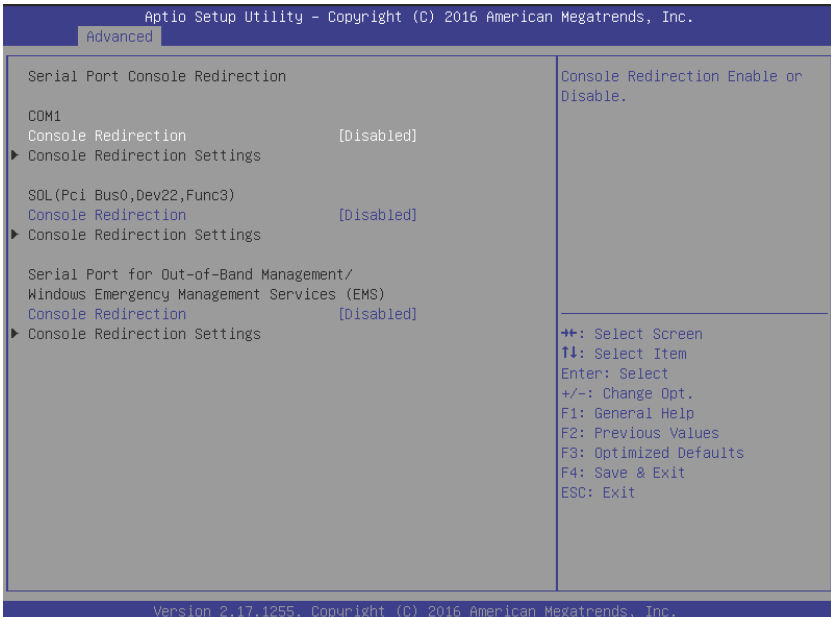 Aptio Setup Utility – Copyright (C) 2016 American Megatrends, Inc.
Advanced
Serial Port Console Redirection
COM1
Console Redirection [Disabled]
▶ Console Redirection Settings
SOL(Pci Bus0,Dev22,Func3)
Console Redirection [Disabled]
▶ Console Redirection Settings
Serial Port for Out-of-Band Management/
Windows Emergency Management Services (EMS)
Console Redirection [Disabled]
▶ Console Redirection Settings
Console Redirection Enable or
Disable.
→←: Select Screen
↑↓: Select Item
Enter: Select
+/-: Change Opt.
F1: General Help
F2: Previous Values
F3: Optimized Defaults
F4: Save & Exit
ESC: Exit
Version 2.17.1255. Copyright (C) 2016 American Megatrends, Inc.